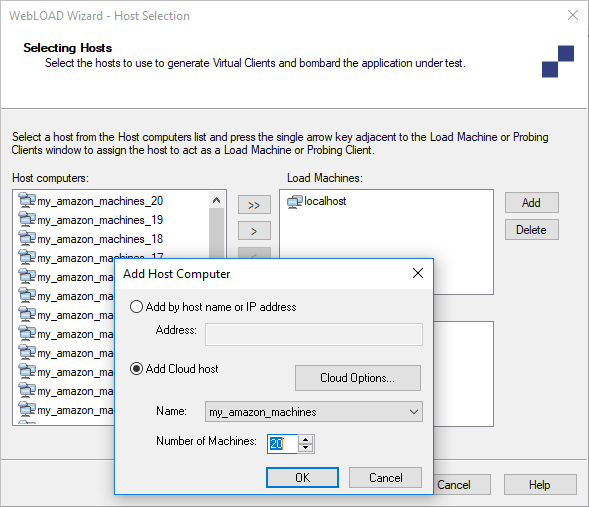 WebLOAD Wizard - Host Selection
Selecting Hosts
Select the hosts to use to generate Virtual Clients and bombard the application under test.
Select a host from the Host computers list and press the single arrow key adjacent to the Load Machine or Probing
Clients window to assign the host to act as a Load Machine or Probing Client.
Host computers:
Load Machines:
my_amazon_machines_20
my_amazon_machines_19
my_amazon_machines_18
my_amazon_machines_17
my_amazon_ma
my_amazon_ma
my_amazon_ma
my_amazon_ma
my_amazon_ma
my_amazon_ma
my_amazon_ma
my_amazon_ma
>>
>
<
localhost
Add
Delete
Add Host Computer
Add by host name or IP address
Address:
Add Cloud host
Cloud Options...
Name:
my_amazon_machines
Number of Machines:
20
OK
Cancel
Cancel
Help